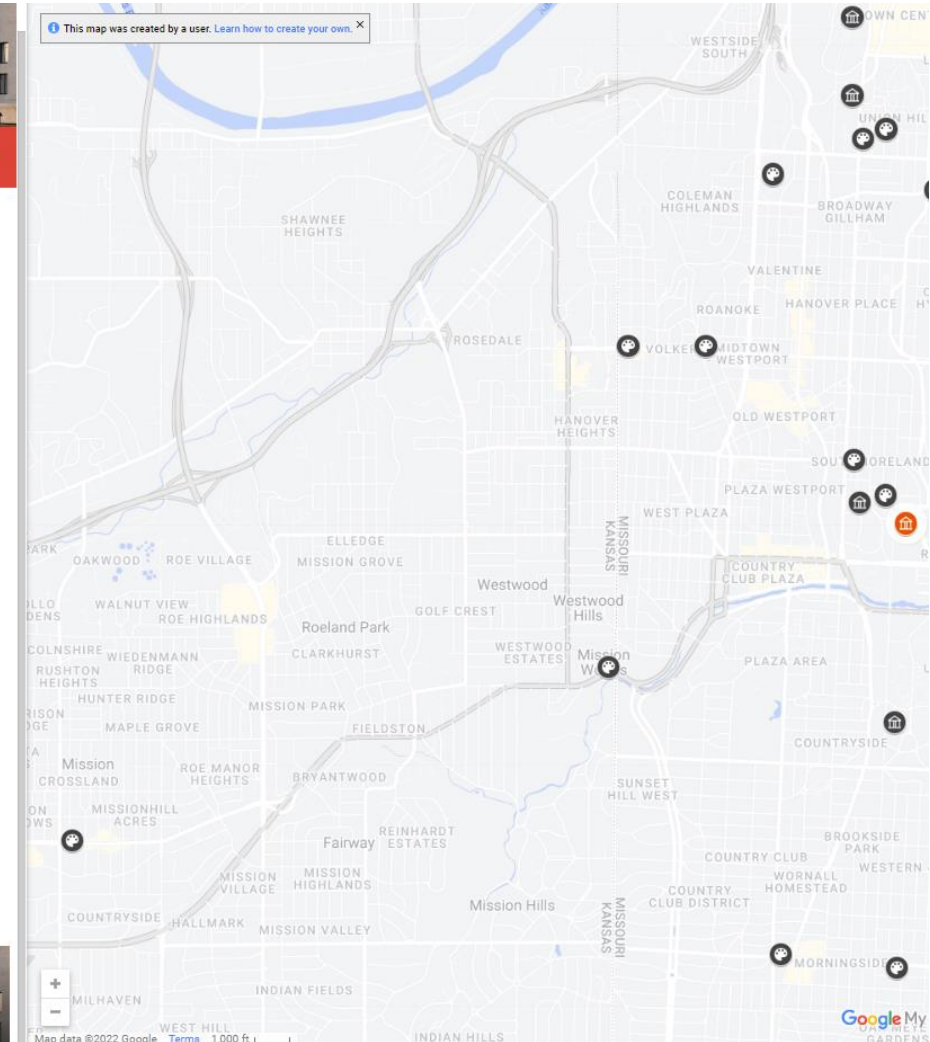 This map was created by a user. Learn how to create your own.
OWN CEN
WESTSIDE
SOUTH
UNION HIL
COLEMAN
HIGHLANDS
BROADWAY
GILLHAM
SHAWNEE
HEIGHTS
VALENTINE
HANOVER PLACE
ROANOKE
ROSEDALE
MIDTOWN
WESTPORT
HANOVER
HEIGHTS
OLD WESTPORT
PLAZA WESTPORT
WEST PLAZA
MISSOURI
KANSAS
PARK
OAKWOOD
ROE VILLAGE
ELLEDGE
MISSION GROVE
COUNTRY
CLUB PLAZA
Westwood
Westwood
Hills
WALNUT VIEW
ROE HIGHLANDS
GOLF CREST
Roeland Park
CLARKHURST
COLNSHIRE
WIEDENMANN
RIDGE
RUSHTON
HEIGHTS
WESTWOOD
ESTATES
Mission
PLAZA AREA
HUNTER RIDGE
MISSION PARK
MAPLE GROVE
FIELDSTON
COUNTRYSIDE
Mission
CROSSLAND
ROE MANOR
HEIGHTS
BRYANTWOOD
SUNSET
HILL WEST
MISSIONHILL
ACRES
Fairway
REINHARDT
ESTATES
BROOKSIDE
PARK
COUNTRY CLUB
WORNALL
HOMESTEAD
WESTERN
MISSION
VILLAGE
MISSION
HIGHLANDS
COUNTRY
CLUB DISTRICT
Mission Hills
MISSOURI
KANSAS
COUNTRYSIDE
HALLMARK
MISSION VALLEY
MORNINGSID
INDIAN FIELDS
MILHAVEN
WEST HILL
INDIAN HILLS
Google My
GARDENS
Map data ©2022 Google Terms 1,000 ft